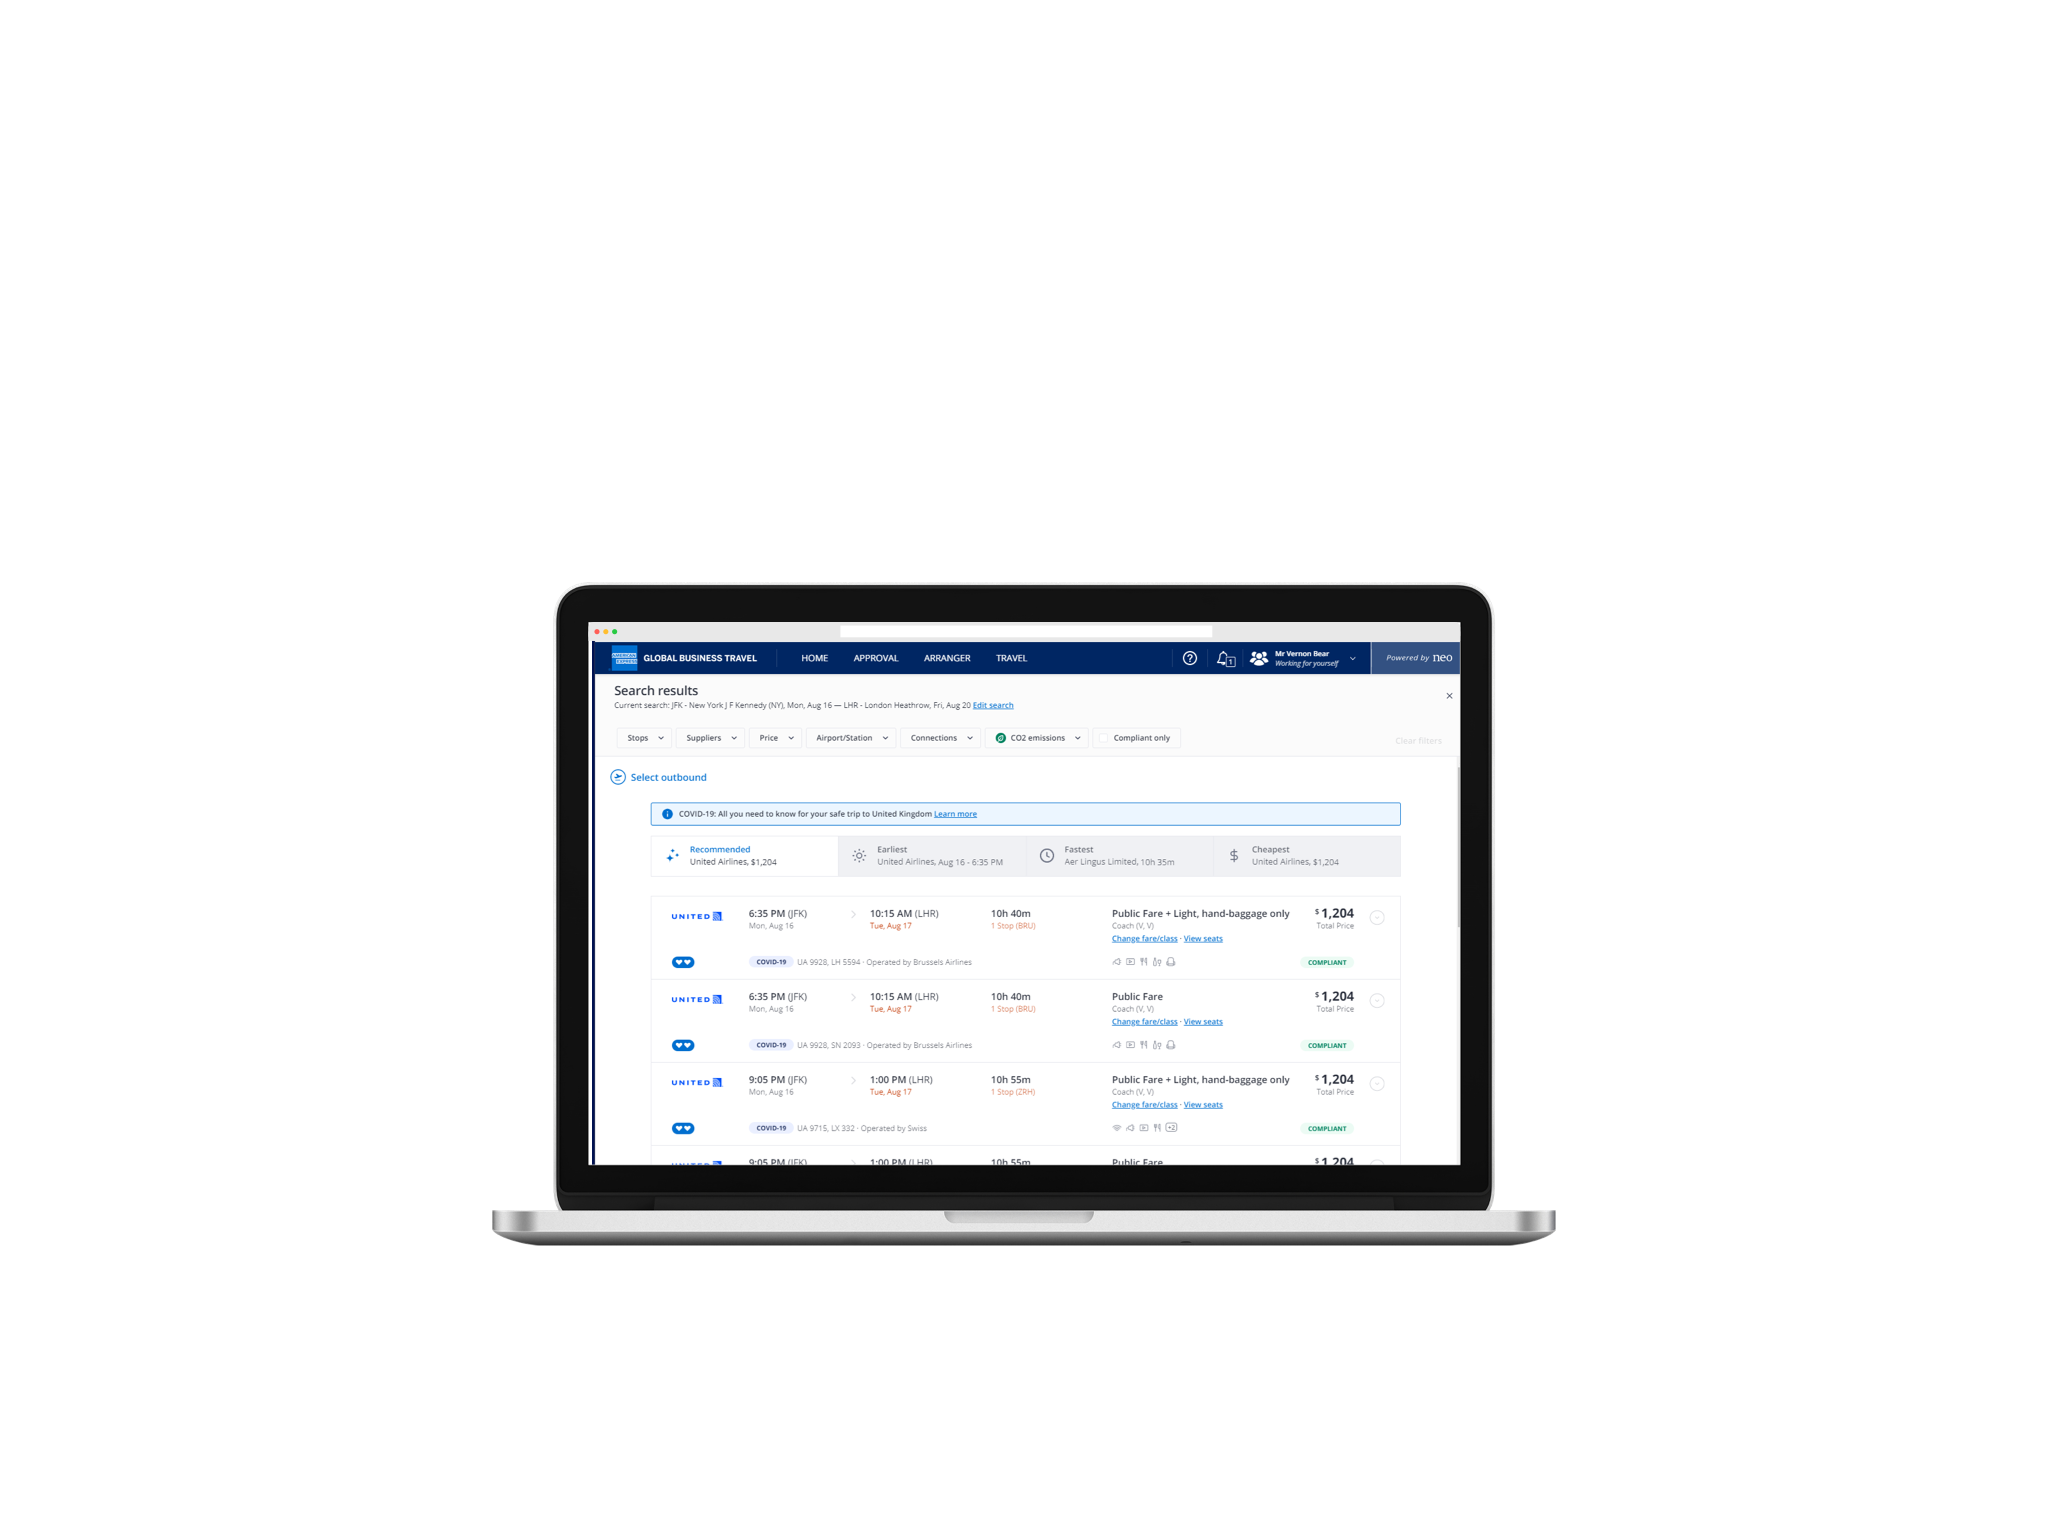 AMERICAN EXPRESS GLOBAL BUSINESS TRAVEL HOME APPROVAL ARRANGER TRAVEL 1 Mr Vernon Bear Working for yourself Powered by neo
Search results
Current search: JFK - New York J F Kennedy (NY), Mon, Aug 16 — LHR - London Heathrow, Fri, Aug 20 Edit search
Stops Suppliers Price Airport/Station Connections CO2 emissions Compliant only Clear filters
Select outbound
COVID-19: All you need to know for your safe trip to United Kingdom Learn more
Recommended Earliest Fastest Cheapest
United Airlines, $1,204 United Airlines, Aug 16 - 6:35 PM Aer Lingus Limited, 10h 35m United Airlines, $1,204
UNITED 6:35 PM (JFK) 10:15 AM (LHR) 10h 40m Public Fare + Light, hand-baggage only $ 1,204
Mon, Aug 16 Tue, Aug 17 1 Stop (BRU) Coach (V, V) Total Price
Change fare/class · View seats
COVID-19 UA 9928, LH 5594 · Operated by Brussels Airlines COMPLIANT
UNITED 6:35 PM (JFK) 10:15 AM (LHR) 10h 40m Public Fare $ 1,204
Mon, Aug 16 Tue, Aug 17 1 Stop (BRU) Coach (V, V) Total Price
Change fare/class · View seats
COVID-19 UA 9928, SN 2093 · Operated by Brussels Airlines COMPLIANT
UNITED 9:05 PM (JFK) 1:00 PM (LHR) 10h 55m Public Fare + Light, hand-baggage only $ 1,204
Mon, Aug 16 Tue, Aug 17 1 Stop (ZRH) Coach (V, V) Total Price
Change fare/class · View seats
COVID-19 UA 9715, LX 332 · Operated by Swiss +2 COMPLIANT
UNITED 9:05 PM (JFK) 1:00 PM (LHR) 10h 55m Public Fare $ 1,204